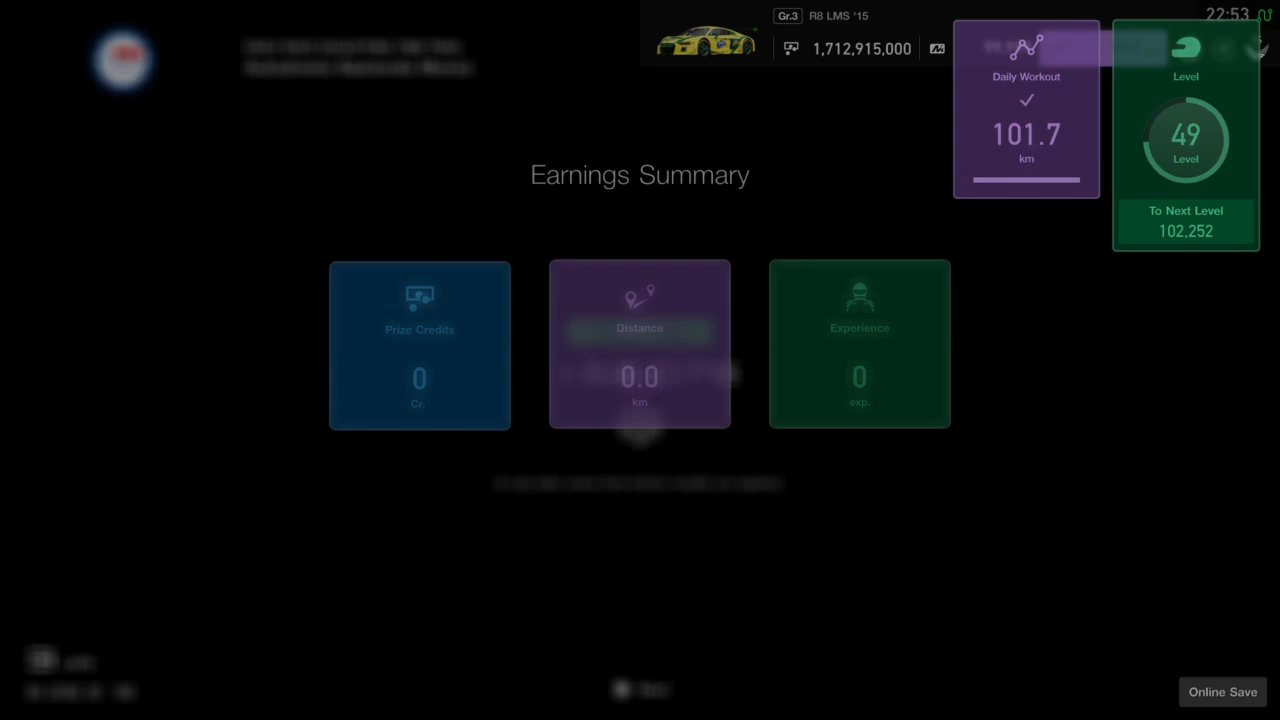 Gr.3 R8 LMS '15
22:53
1,712,915,000
Daily Workout
101.7
km
Level
49
Level
To Next Level
102,252
Earnings Summary
Prize Credits
0
Cr.
Distance
0.0
km
Experience
0
exp.
Online Save